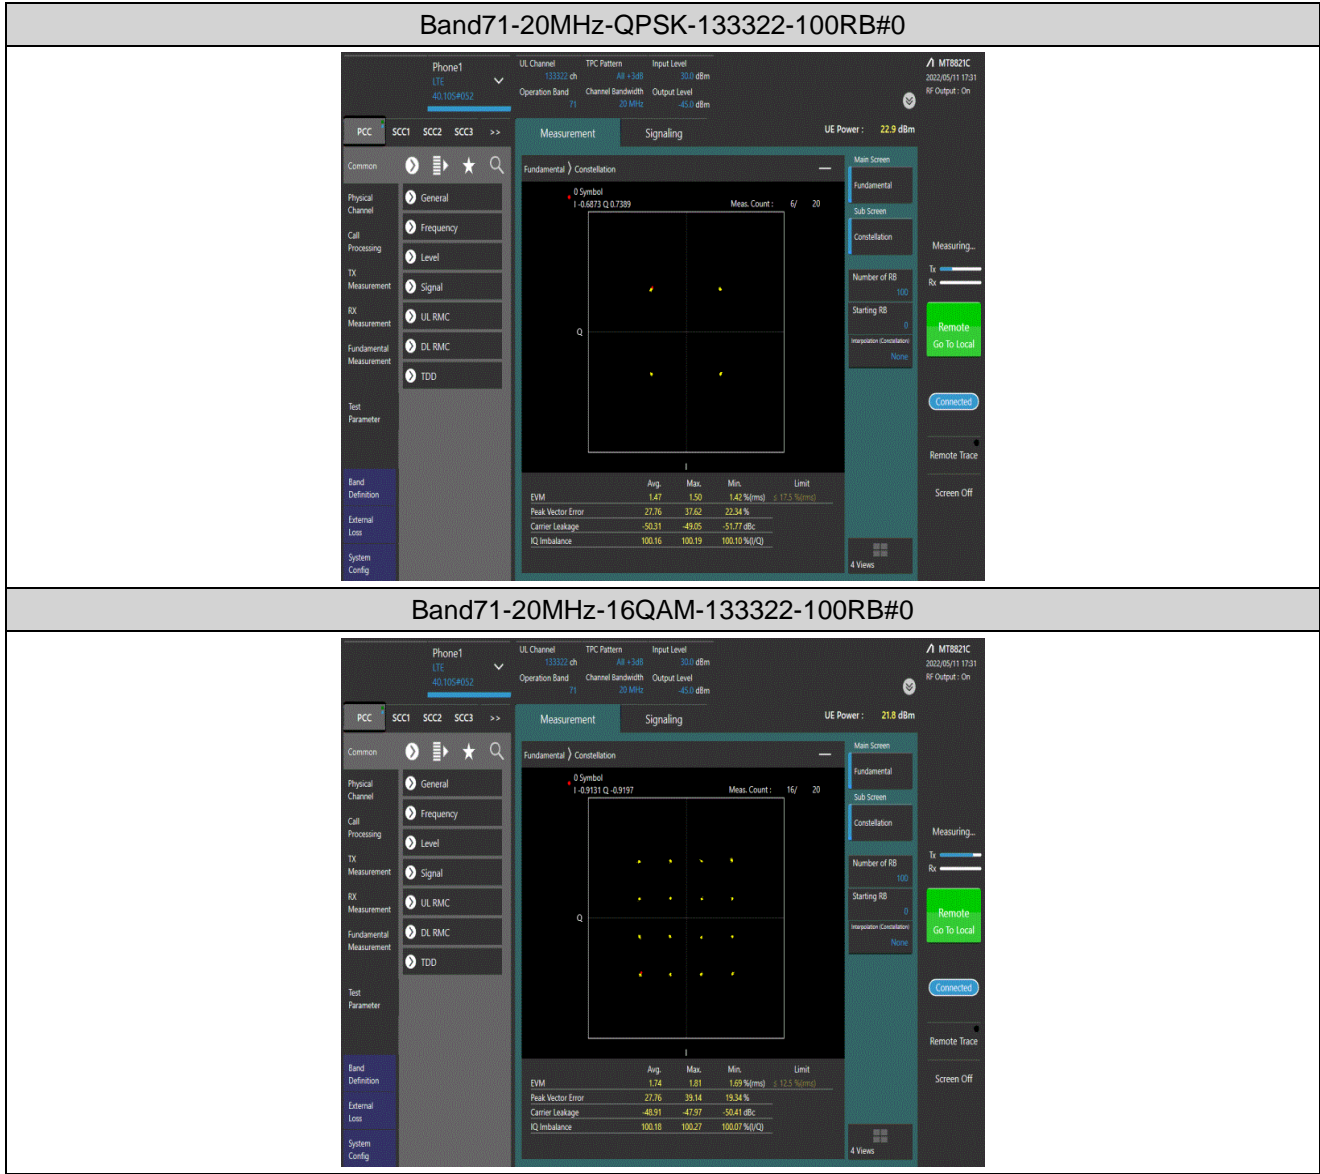 Band71-20MHz-QPSK-133322-100RB#0
Phone1
LTE
40.10S#052
UL Channel TPC Pattern Input Level
133322 ch All +3dB 30.0 dBm
Operation Band Channel Bandwidth Output Level
71 20 MHz -45.0 dBm
MT8821C
2022/05/11 17:31
RF Output : On
PCC SCC1 SCC2 SCC3 >>
Measurement Signaling
UE Power : 22.9 dBm
Common
Physical
Channel
Call
Processing
TX
Measurement
RX
Measurement
Fundamental
Measurement
Test
Parameter
Band
Definition
External
Loss
System
Config
General
Frequency
Level
Signal
UL RMC
DL RMC
TDD
Fundamental 〉 Constellation
0 Symbol
I -0.6873 Q 0.7389 Meas. Count : 6/ 20
Q
I
Avg. Max. Min. Limit
EVM 1.47 1.50 1.42 %(rms) ≤ 17.5 %(rms)
Peak Vector Error 27.76 37.62 22.34 %
Carrier Leakage -50.31 -49.05 -51.77 dBc
IQ Imbalance 100.16 100.19 100.10 %(I/Q)
Main Screen
Fundamental
Sub Screen
Constellation
Number of RB
100
Starting RB
0
Interpolation (Constellation)
None
4 Views
Measuring...
Tx
Rx
Remote
Go To Local
Connected
Remote Trace
Screen Off
Band71-20MHz-16QAM-133322-100RB#0
Phone1
LTE
40.10S#052
UL Channel TPC Pattern Input Level
133322 ch All +3dB 30.0 dBm
Operation Band Channel Bandwidth Output Level
71 20 MHz -45.0 dBm
MT8821C
2022/05/11 17:31
RF Output : On
PCC SCC1 SCC2 SCC3 >>
Measurement Signaling
UE Power : 21.8 dBm
Common
Physical
Channel
Call
Processing
TX
Measurement
RX
Measurement
Fundamental
Measurement
Test
Parameter
Band
Definition
External
Loss
System
Config
General
Frequency
Level
Signal
UL RMC
DL RMC
TDD
Fundamental 〉 Constellation
0 Symbol
I -0.9131 Q -0.9197 Meas. Count : 16/ 20
Q
I
Avg. Max. Min. Limit
EVM 1.74 1.81 1.69 %(rms) ≤ 12.5 %(rms)
Peak Vector Error 27.76 39.14 19.34 %
Carrier Leakage -48.91 -47.97 -50.41 dBc
IQ Imbalance 100.18 100.27 100.07 %(I/Q)
Main Screen
Fundamental
Sub Screen
Constellation
Number of RB
100
Starting RB
0
Interpolation (Constellation)
None
4 Views
Measuring...
Tx
Rx
Remote
Go To Local
Connected
Remote Trace
Screen Off